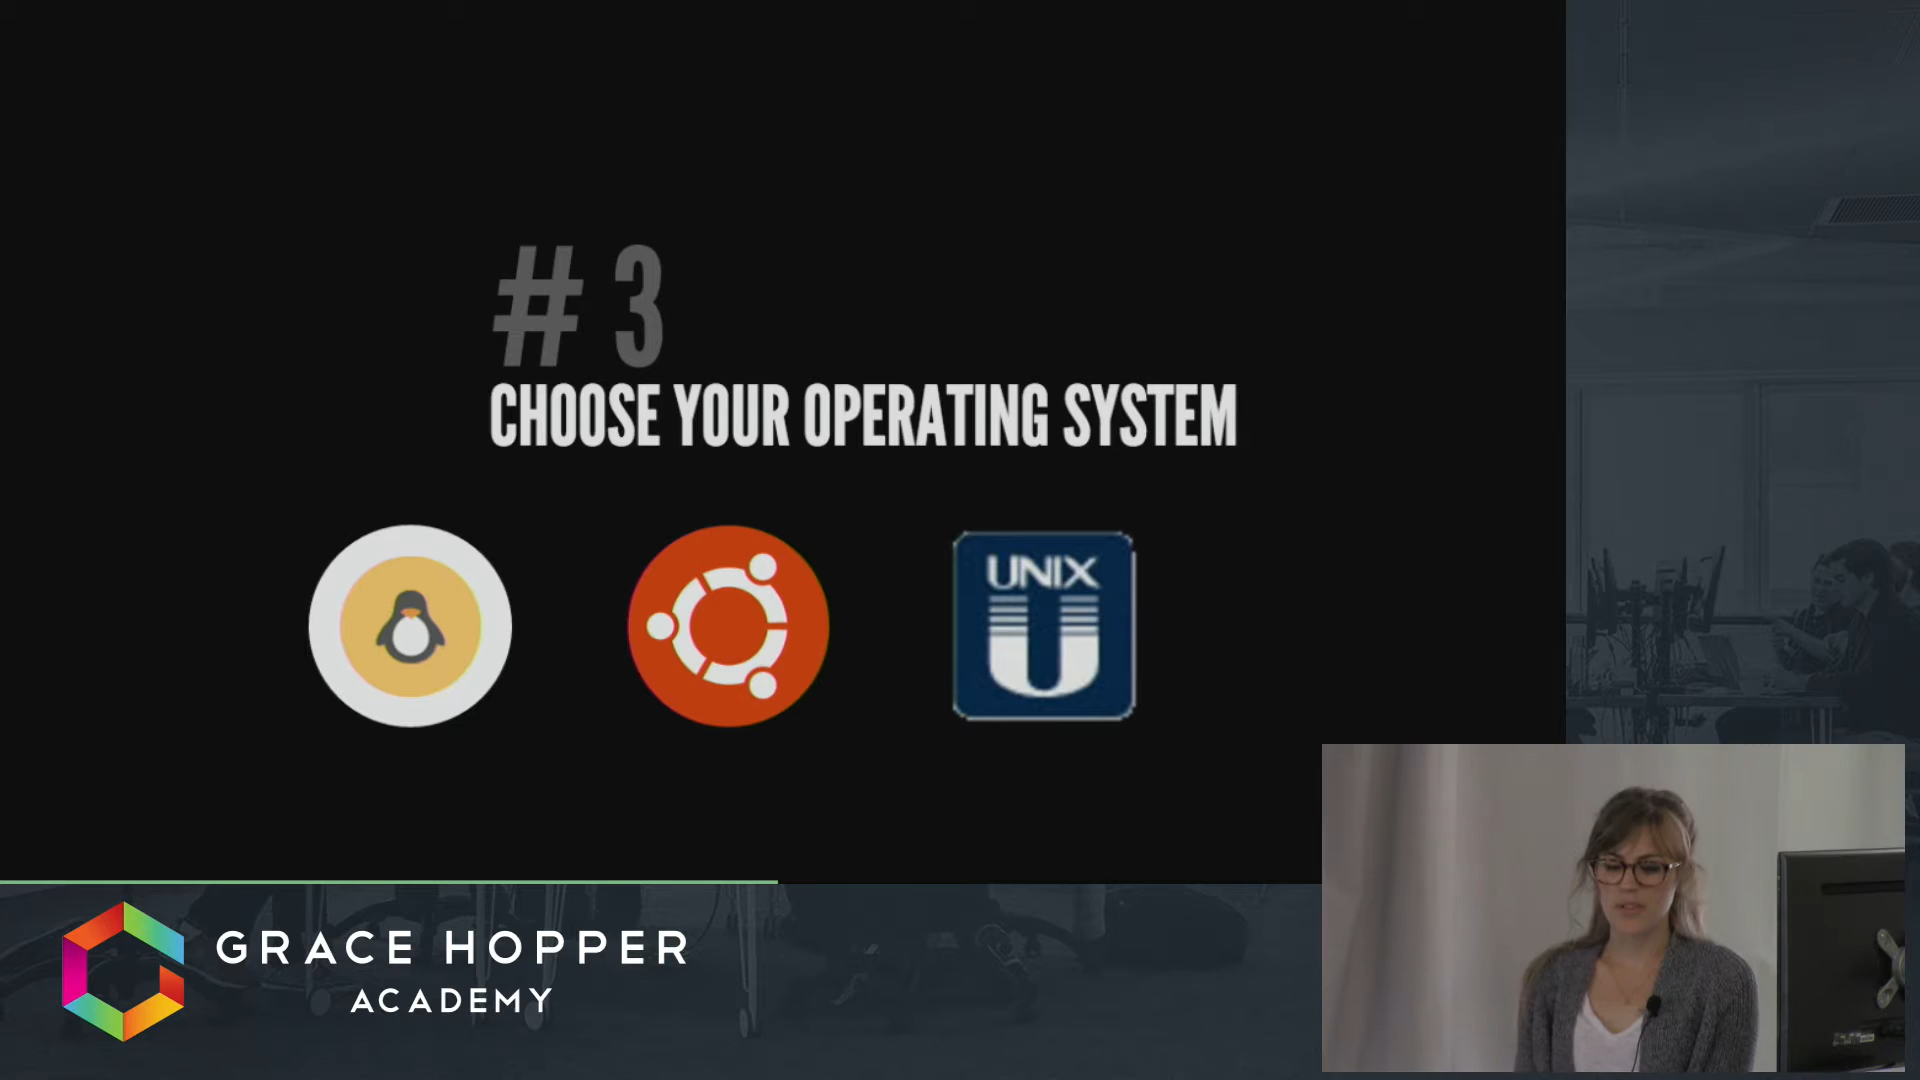 # 3
CHOOSE YOUR OPERATING SYSTEM
UNIX
GRACE HOPPER
ACADEMY